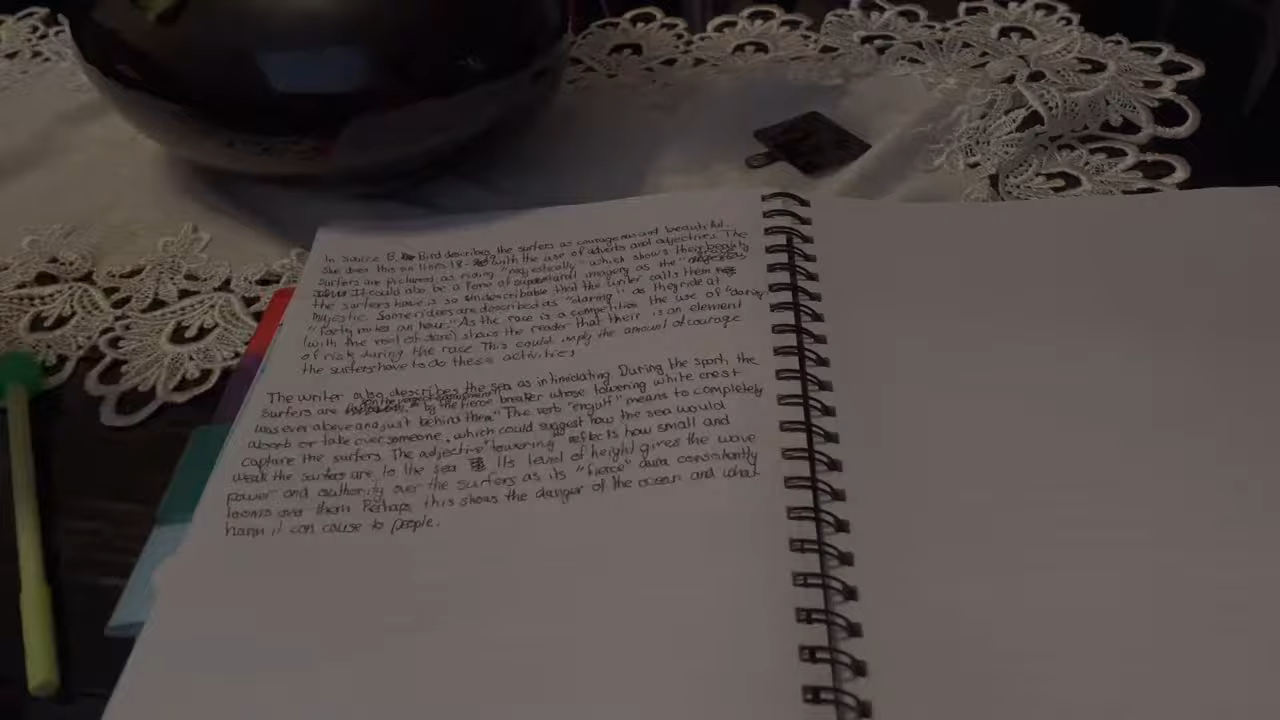 In Source B, Bird describes the surfers as courageous and beautiful.
She does this on lines 18- with the use of adverbs and adjectives. The
surfers are pictured as riding "majestically" which shows their beauty
It could also be a form of imagery as the
the surfers have is so undescribable that the writer calls them
majestic. Some riders are described as "daring" as they ride at
"forty miles an hour." As the race is a competitive the use of "daring"
(with the root of dare) shows the reader that their is an element
of risk during the race. This could imply the amount of courage
the surfers have to do these activities,
The writer also describes the sea as intimidating. During the sport, the
surfers are by the fierce breaker whose towering white crest
was ever above and just behind them" The verb "engulf" means to completely
absorb or take over someone, which could suggest how the sea would
capture the surfers. The adjective "towering" reflects how small and
weak the surfers are to the sea Its level of height gives the wave
power and authority over the surfers as its "fierce" aura consistently
looms over them Perhaps this shows the danger of the ocean and what
harm it can cause to people.